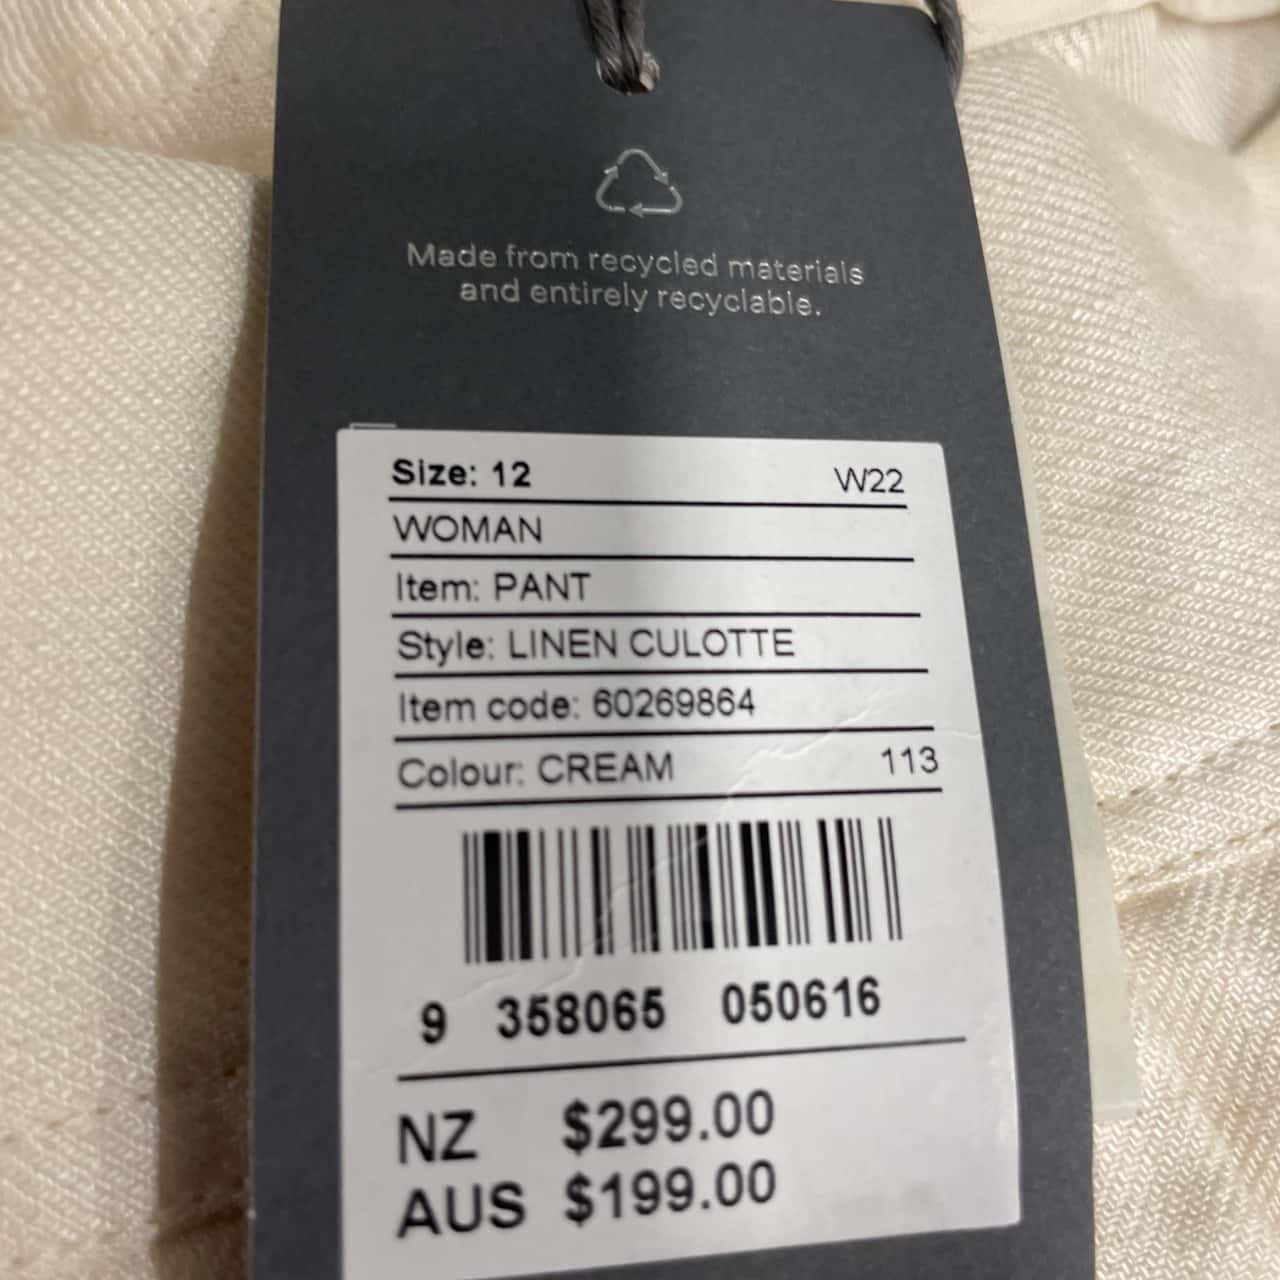 Made from recycled materials
and entirely recyclable.
Size: 12 W22
WOMAN
Item: PANT
Style: LINEN CULOTTE
Item code: 60269864
Colour: CREAM 113
9 358065 050616
NZ $299.00
AUS $199.00